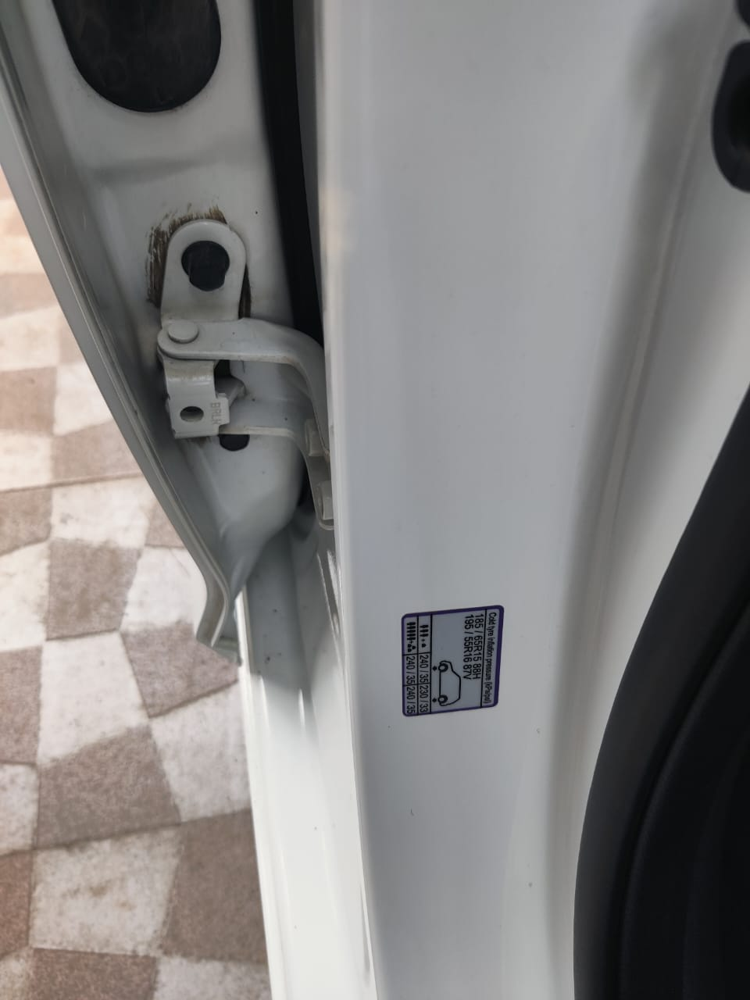 BRLH
Cold tyre inflation pressure (kPa/psi)
185 / 65R15 88H
195 / 55R16 87V
240 / 35 230 / 33
240 / 35 240 / 35